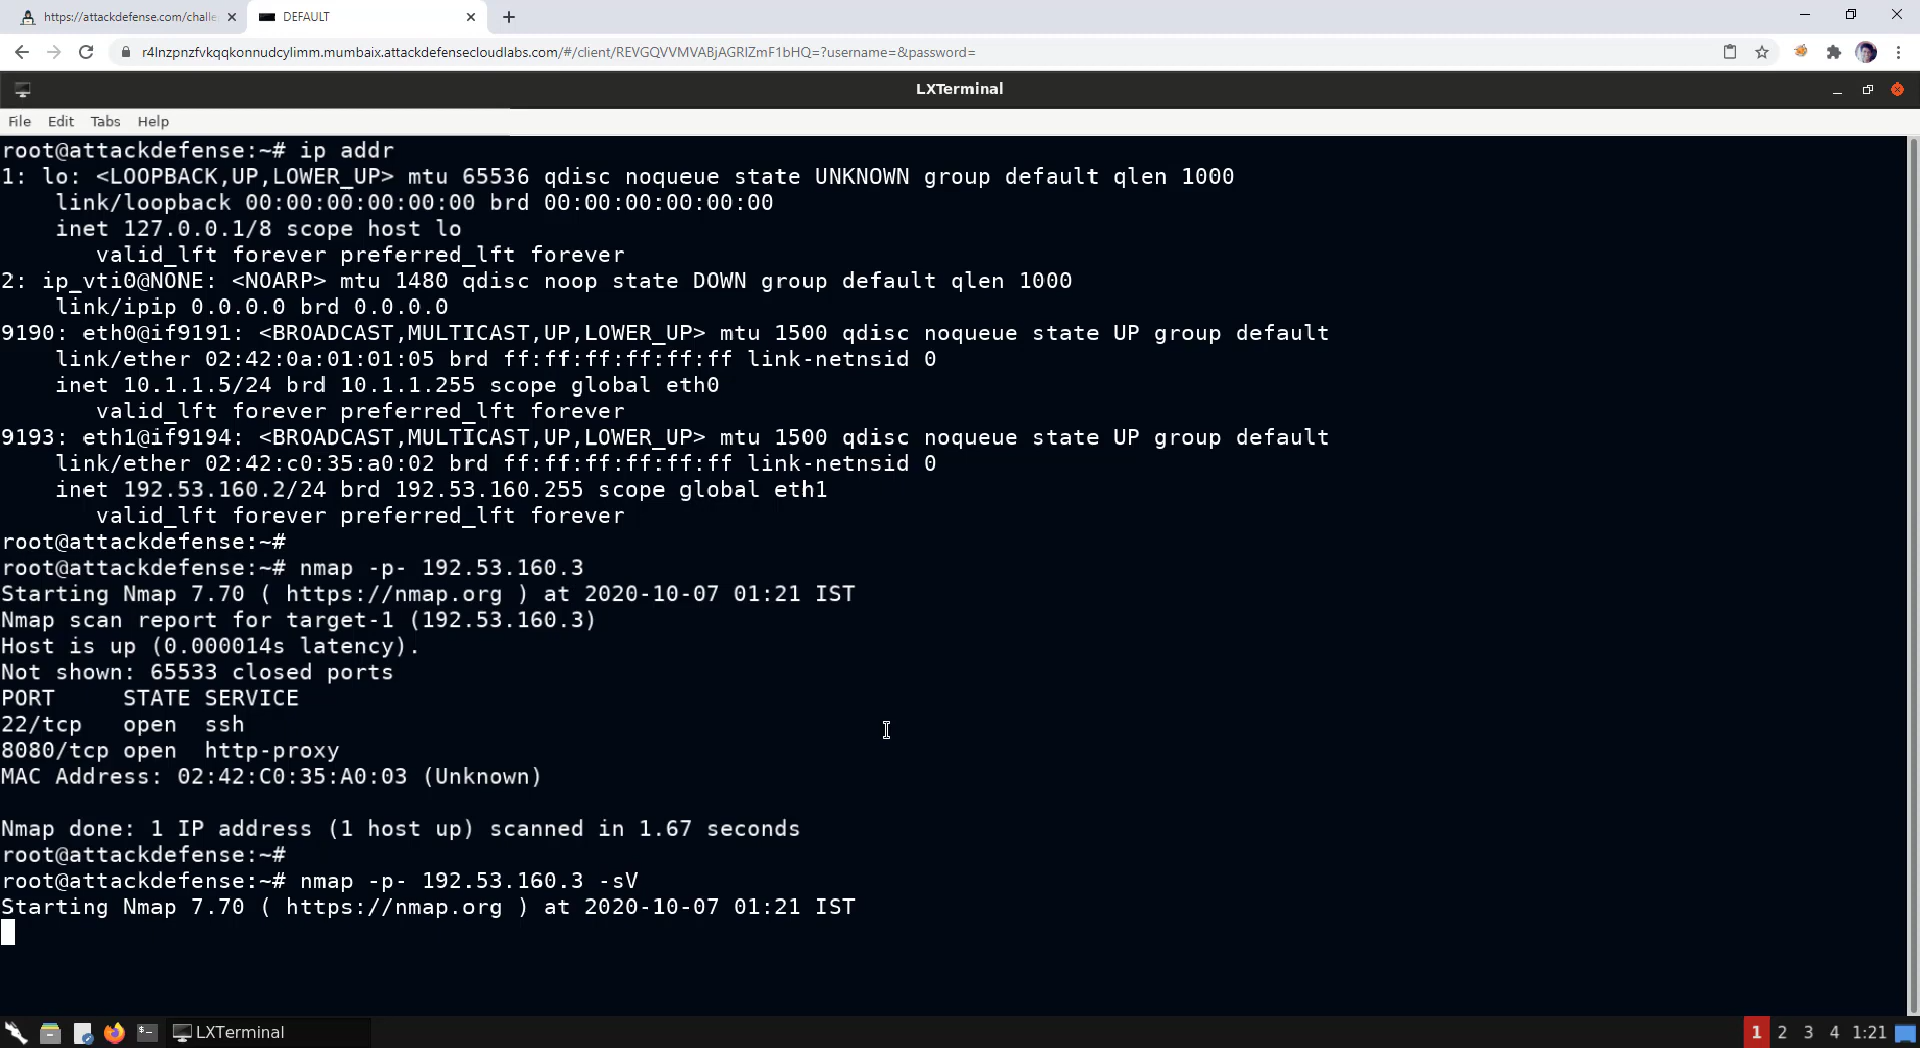 https://attackdefense.com/challe
DEFAULT
r4lnzpnzfvkqqkonnudcylimm.mumbaix.attackdefensecloudlabs.com/#/client/REVGQVVMVABjAGRlZmF1bHQ=?username=&password=
LXTerminal
File Edit Tabs Help
root@attackdefense:~# ip addr
1: lo: <LOOPBACK,UP,LOWER_UP> mtu 65536 qdisc noqueue state UNKNOWN group default qlen 1000
    link/loopback 00:00:00:00:00:00 brd 00:00:00:00:00:00
    inet 127.0.0.1/8 scope host lo
       valid_lft forever preferred_lft forever
2: ip_vti0@NONE: <NOARP> mtu 1480 qdisc noop state DOWN group default qlen 1000
    link/ipip 0.0.0.0 brd 0.0.0.0
9190: eth0@if9191: <BROADCAST,MULTICAST,UP,LOWER_UP> mtu 1500 qdisc noqueue state UP group default
    link/ether 02:42:0a:01:01:05 brd ff:ff:ff:ff:ff:ff link-netnsid 0
    inet 10.1.1.5/24 brd 10.1.1.255 scope global eth0
       valid_lft forever preferred_lft forever
9193: eth1@if9194: <BROADCAST,MULTICAST,UP,LOWER_UP> mtu 1500 qdisc noqueue state UP group default
    link/ether 02:42:c0:35:a0:02 brd ff:ff:ff:ff:ff:ff link-netnsid 0
    inet 192.53.160.2/24 brd 192.53.160.255 scope global eth1
       valid_lft forever preferred_lft forever
root@attackdefense:~#
root@attackdefense:~# nmap -p- 192.53.160.3
Starting Nmap 7.70 ( https://nmap.org ) at 2020-10-07 01:21 IST
Nmap scan report for target-1 (192.53.160.3)
Host is up (0.000014s latency).
Not shown: 65533 closed ports
PORT     STATE SERVICE
22/tcp   open  ssh
8080/tcp open  http-proxy
MAC Address: 02:42:C0:35:A0:03 (Unknown)
Nmap done: 1 IP address (1 host up) scanned in 1.67 seconds
root@attackdefense:~#
root@attackdefense:~# nmap -p- 192.53.160.3 -sV
Starting Nmap 7.70 ( https://nmap.org ) at 2020-10-07 01:21 IST
LXTerminal
1 2 3 4 1:21